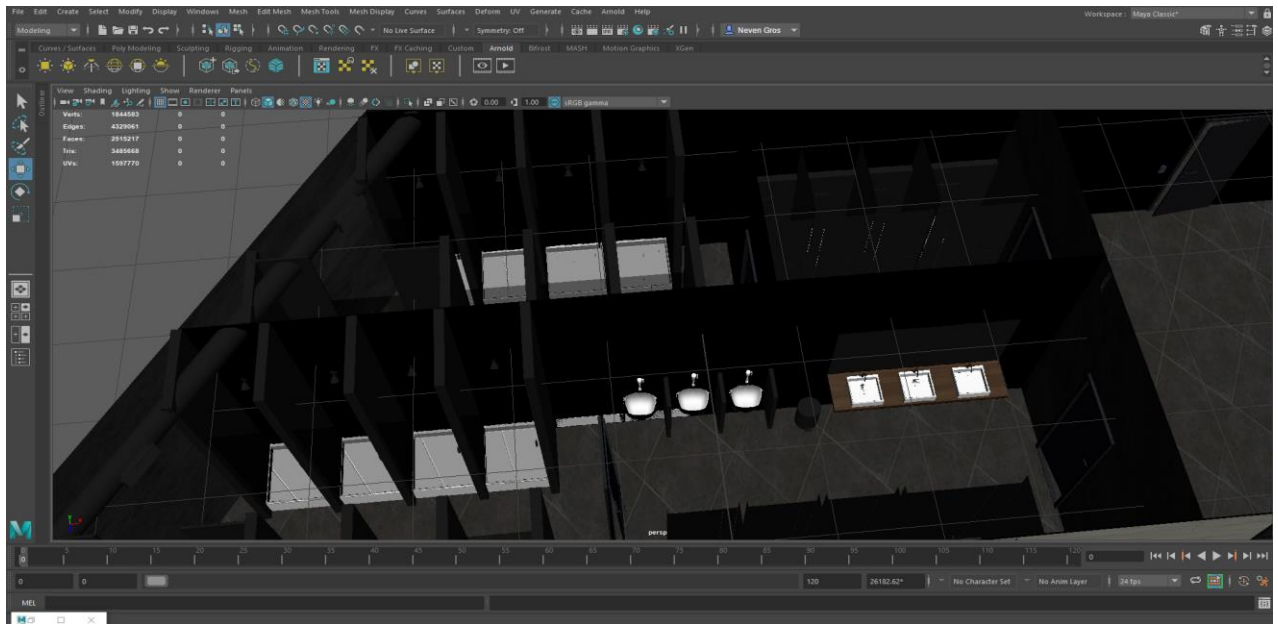 File Edit Create Select Modify Display Windows Mesh Edit Mesh Mesh Tools Mesh Display Curves Surfaces Deform UV Generate Cache Arnold Help Workspace : Maya Classic*
Modeling No Live Surface Symmetry: Off Neven Gros
Curves / Surfaces Poly Modeling Sculpting Rigging Animation Rendering FX FX Caching Custom Arnold Bifrost MASH Motion Graphics XGen
View Shading Lighting Show Renderer Panels
0.00 1.00 sRGB gamma
Outliner
Verts: 1844593 0 0
Edges: 4329061 0 0
Faces: 2515217 0 0
Tris: 3485668 0 0
UVs: 1597770 0 0
persp
0 5 10 15 20 25 30 35 40 45 50 55 60 65 70 75 80 85 90 95 100 105 110 115 120 0
0 0 120 26182.62* No Character Set No Anim Layer 24 fps
MEL